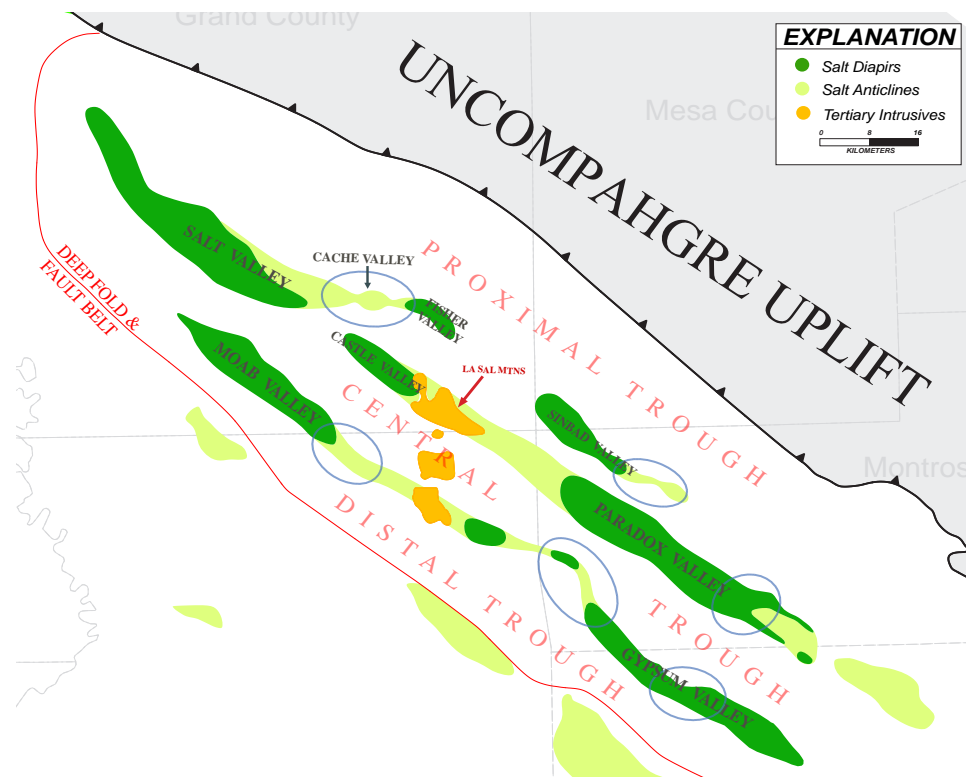 Grand County
EXPLANATION
Salt Diapirs
Salt Anticlines
Tertiary Intrusives
0 8 16
KILOMETERS
UNCOMPAHGRE UPLIFT
Mesa Cou
Montros
PROXIMAL TROUGH
CENTRAL TROUGH
DISTAL TROUGH
DEEP FOLD &
FAULT BELT
SALT VALLEY
CACHE VALLEY
FISHER
VALLEY
CASTLE VALLEY
MOAB VALLEY
LA SAL MTNS
SINBAD VALLEY
PARADOX VALLEY
GYPSUM VALLEY